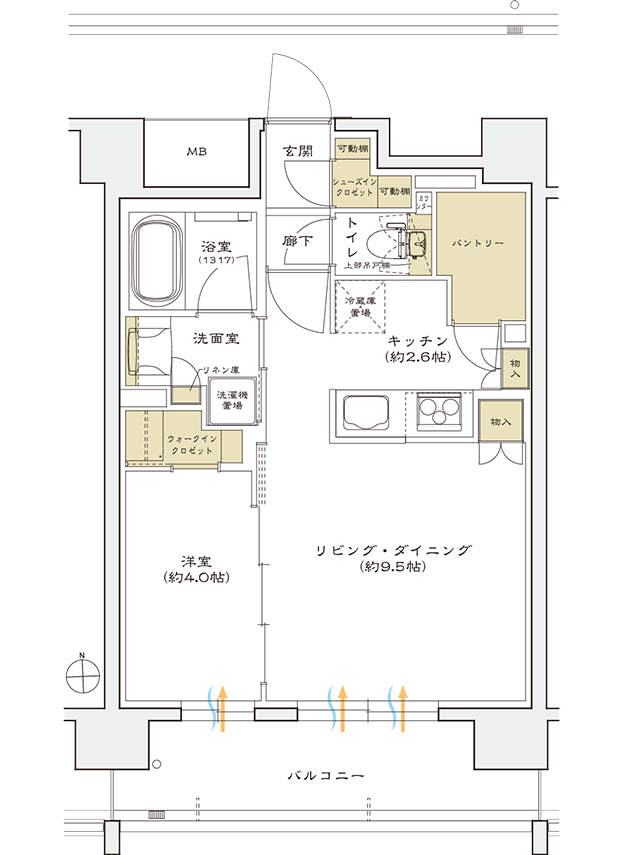 MB
玄関
可動棚
シューズイン
クロゼット
可動棚
カウ
ンター
浴室
(1317)
廊下
トイレ
上部吊戸棚
パントリー
冷蔵庫
置場
洗面室
キッチン
(約2.6帖)
リネン庫
物入
洗濯機
置場
物入
ウォークイン
クロゼット
リビング・ダイニング
(約9.5帖)
洋室
(約4.0帖)
N
バルコニー